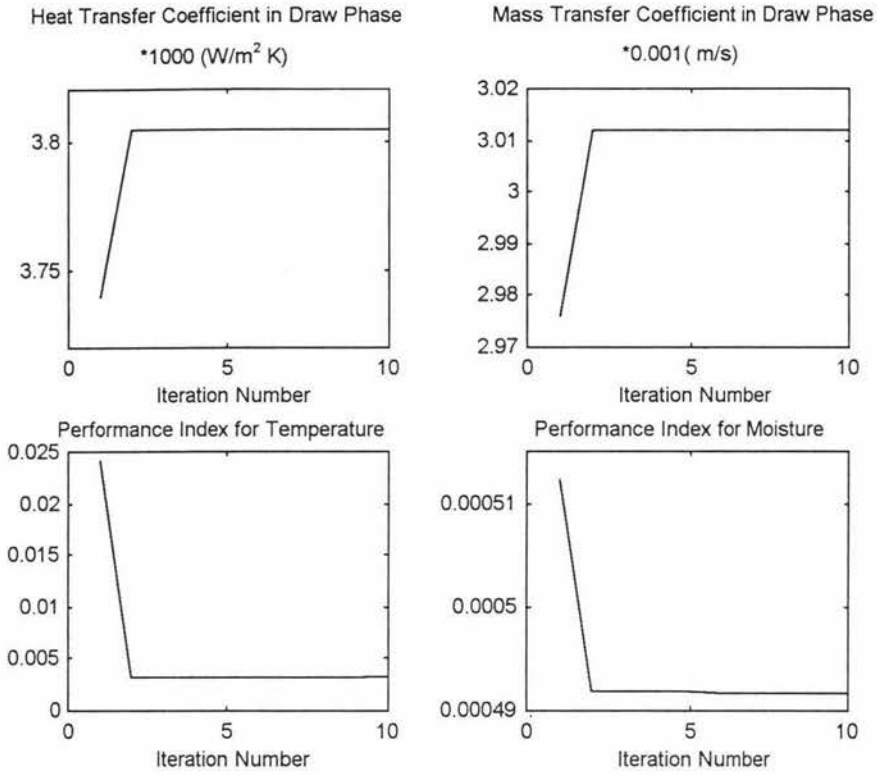 Heat Transfer Coefficient in Draw Phase
*1000 (W/m² K)
3.8
3.75
0 5 10
Iteration Number
Mass Transfer Coefficient in Draw Phase
*0.001( m/s)
3.02
3.01
3
2.99
2.98
2.97
0 5 10
Iteration Number
Performance Index for Temperature
0.025
0.02
0.015
0.01
0.005
0
0 5 10
Iteration Number
Performance Index for Moisture
0.00051
0.0005
0.00049
0 5 10
Iteration Number